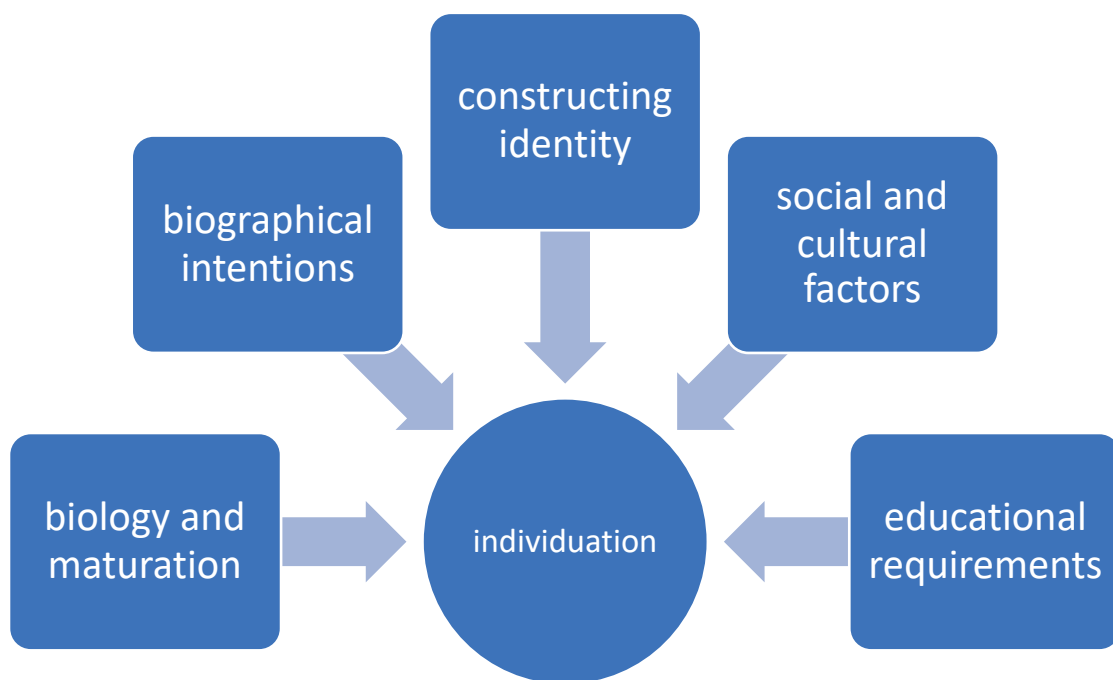 constructing
identity
biographical
intentions
social and
cultural
factors
biology and
maturation
individuation
educational
requirements